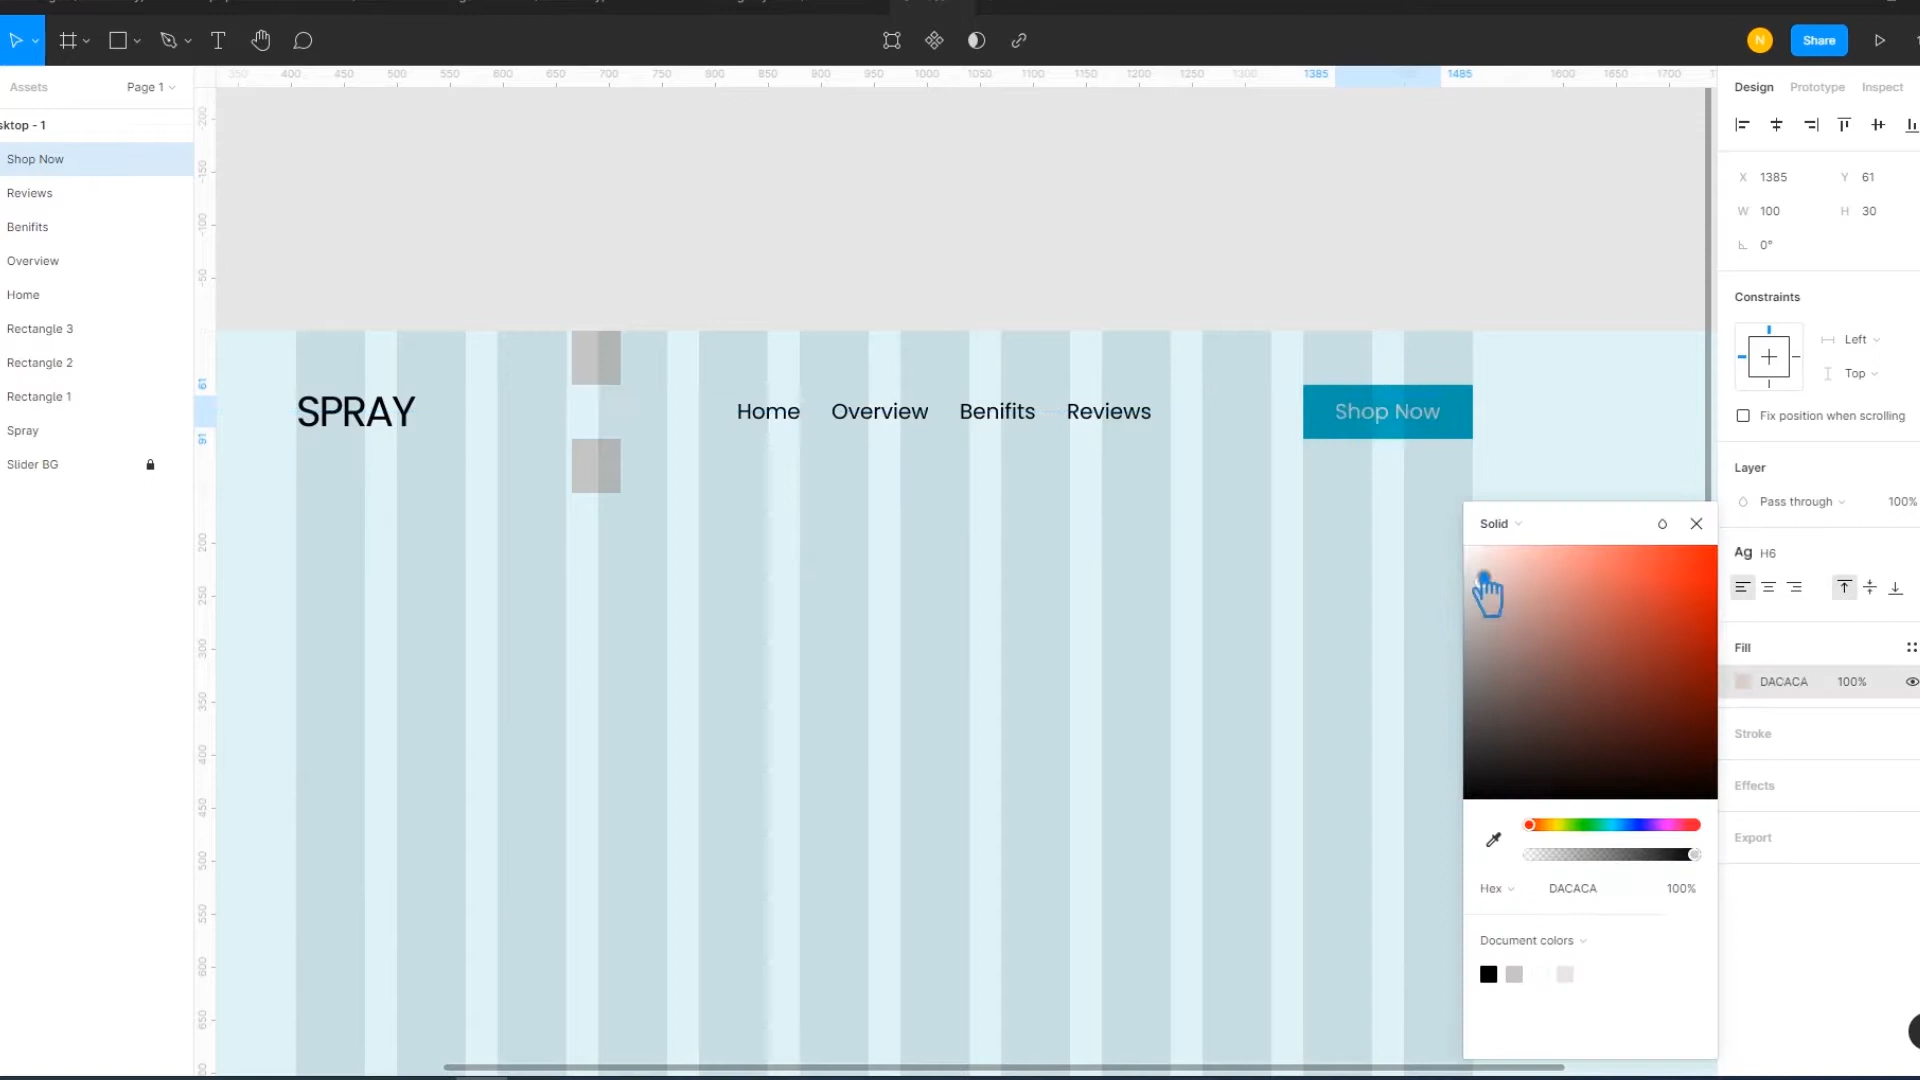 N
Share
Assets
Page 1
350 400 450 500 550 600 650 700 750 800 850 900 950 1000 1050 1100 1150 1200 1250 1300 1385 1485 1600 1650 1700
Design Prototype Inspect
sktop - 1
Shop Now
Reviews
Benifits
Overview
Home
Rectangle 3
Rectangle 2
Rectangle 1
Spray
Slider BG
-200
-150
-100
-50
61
91
200
250
300
350
400
450
500
550
600
650
SPRAY
Home Overview Benifits Reviews
Shop Now
X 1385 Y 61
W 100 H 30
0°
Constraints
Left
Top
Fix position when scrolling
Layer
Pass through 100%
Ag H6
Fill
DACACA 100%
Stroke
Effects
Export
Solid
Hex DACACA 100%
Document colors